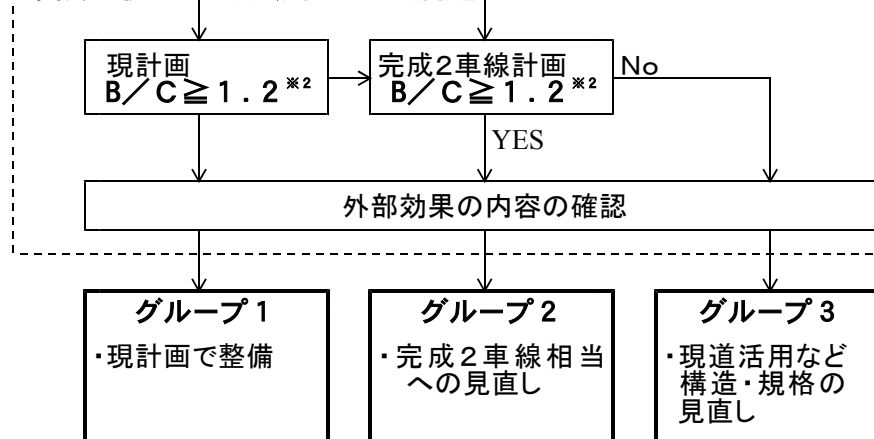 現計画
B/C≧1.2※2
完成2車線計画
B/C≧1.2※2
No
YES
外部効果の内容の確認
グループ1
・現計画で整備
グループ2
・完成2車線相当
への見直し
グループ3
・現道活用など
構造・規格の
見直し